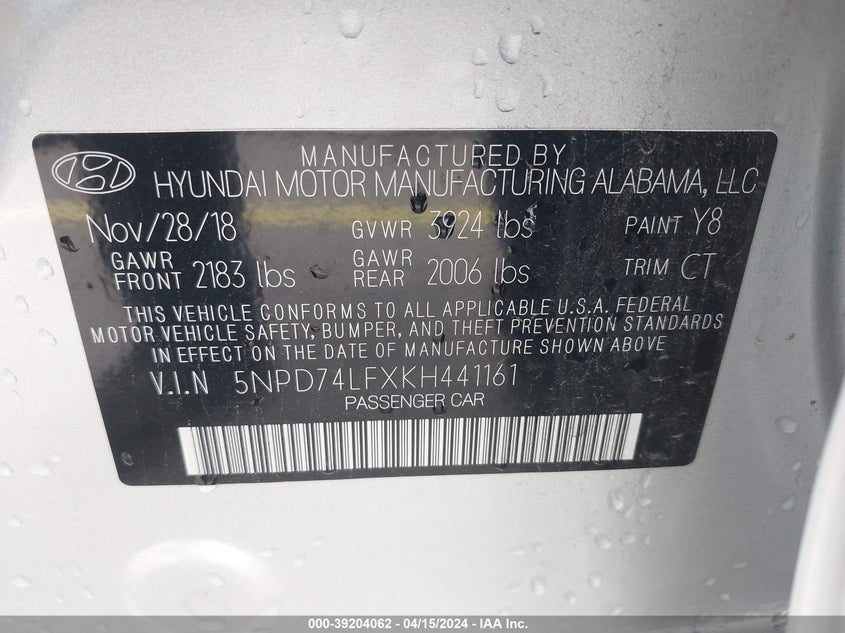 MANUFACTURED BY
HYUNDAI MOTOR MANUFACTURING ALABAMA, LLC
Nov/28/18 GVWR 3924 lbs PAINT Y8
GAWR FRONT 2183 lbs GAWR REAR 2006 lbs TRIM CT
THIS VEHICLE CONFORMS TO ALL APPLICABLE U.S.A. FEDERAL
MOTOR VEHICLE SAFETY, BUMPER, AND THEFT PREVENTION STANDARDS
IN EFFECT ON THE DATE OF MANUFACTURE SHOWN ABOVE
V.I.N 5NPD74LFXKH441161
PASSENGER CAR
000-39204062 - 04/15/2024 - IAA Inc.